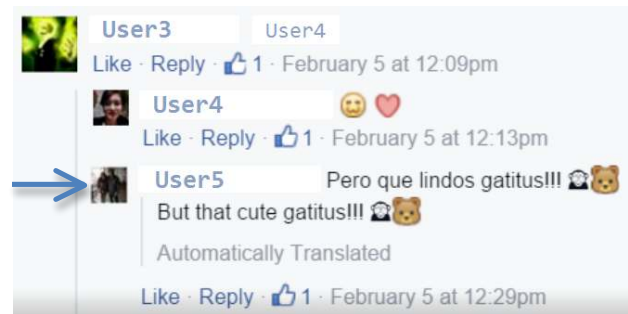 User3 User4
Like · Reply · 1 · February 5 at 12:09pm
User4
Like · Reply · 1 · February 5 at 12:13pm
User5 Pero que lindos gatitus!!!
But that cute gatitus!!!
Automatically Translated
Like · Reply · 1 · February 5 at 12:29pm